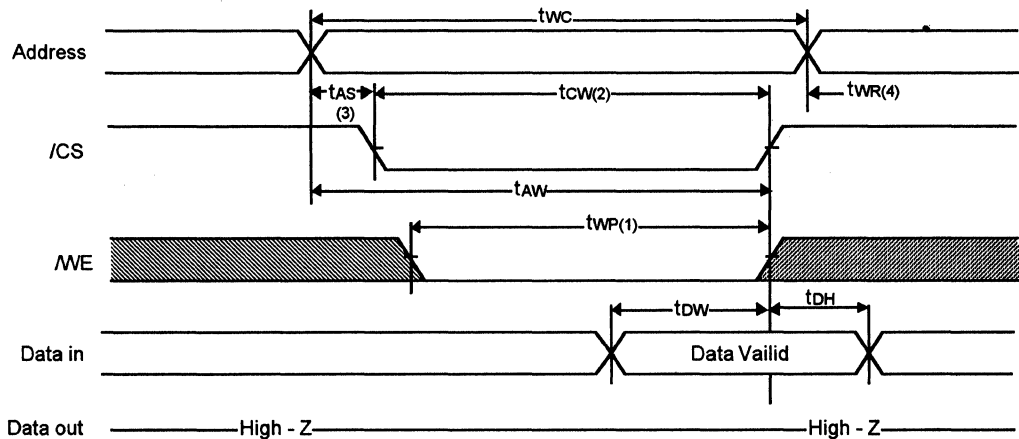 tWC
Address
tAS
(3)
tCW(2)
tWR(4)
/CS
tAW
tWP(1)
/WE
tDW
tDH
Data in
Data Vailid
Data out
High - Z
High - Z